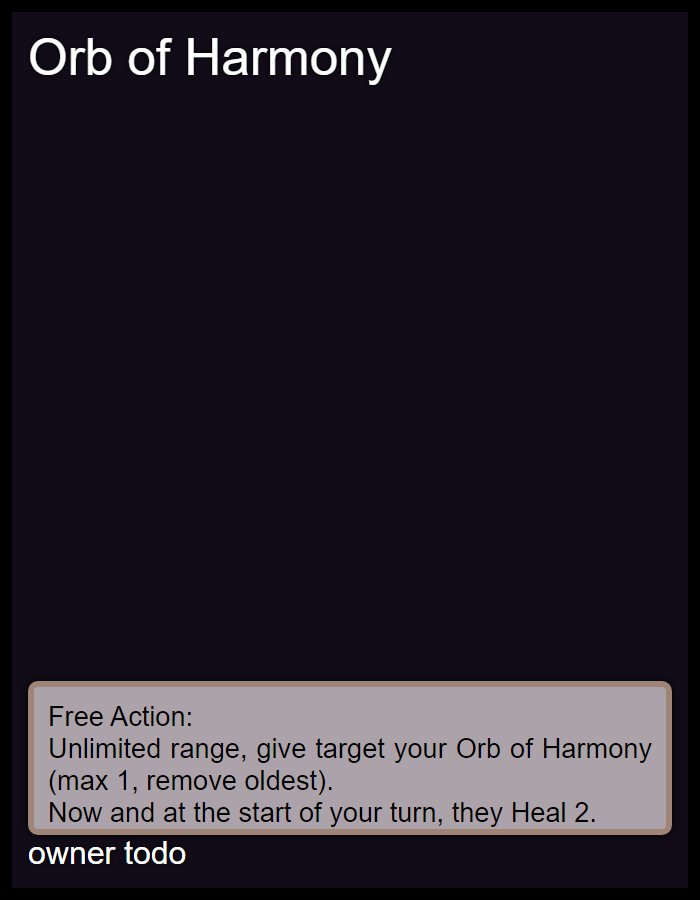 Orb of Harmony
Free Action:
Unlimited range, give target your Orb of Harmony
(max 1, remove oldest).
Now and at the start of your turn, they Heal 2.
owner todo